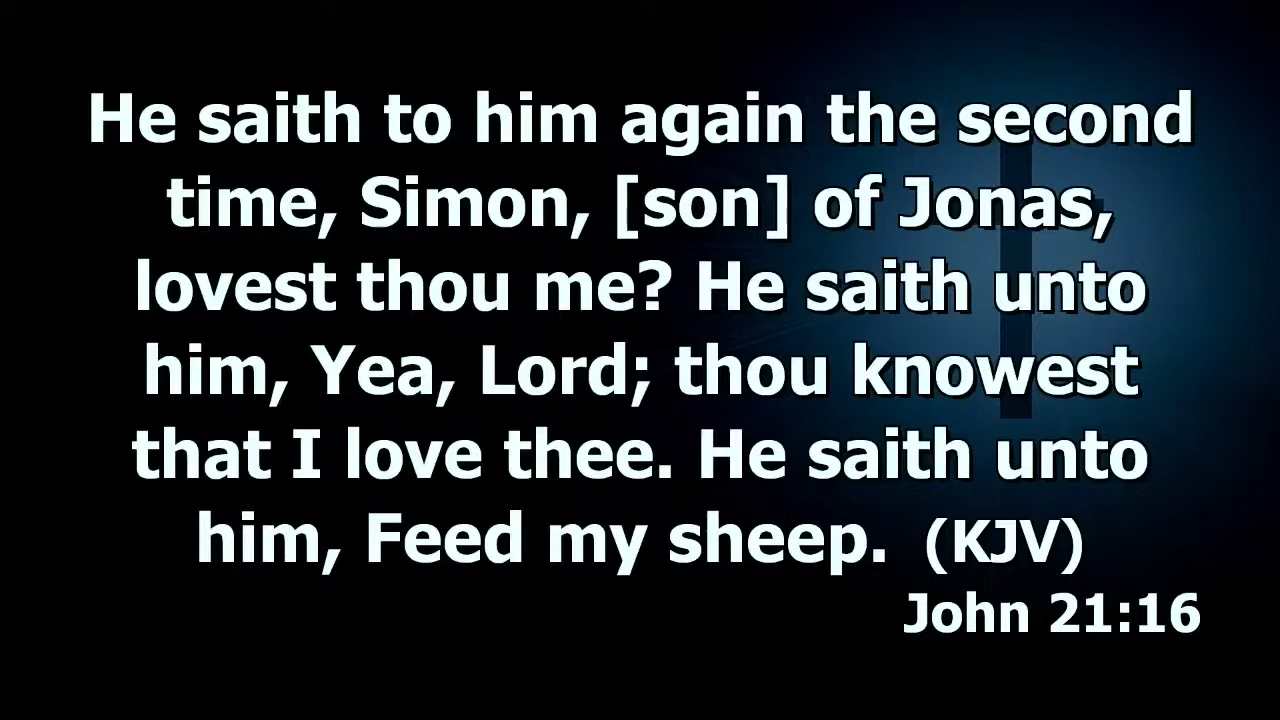 He saith to him again the second
time, Simon, [son] of Jonas,
lovest thou me? He saith unto
him, Yea, Lord; thou knowest
that I love thee. He saith unto
him, Feed my sheep. (KJV)
John 21:16